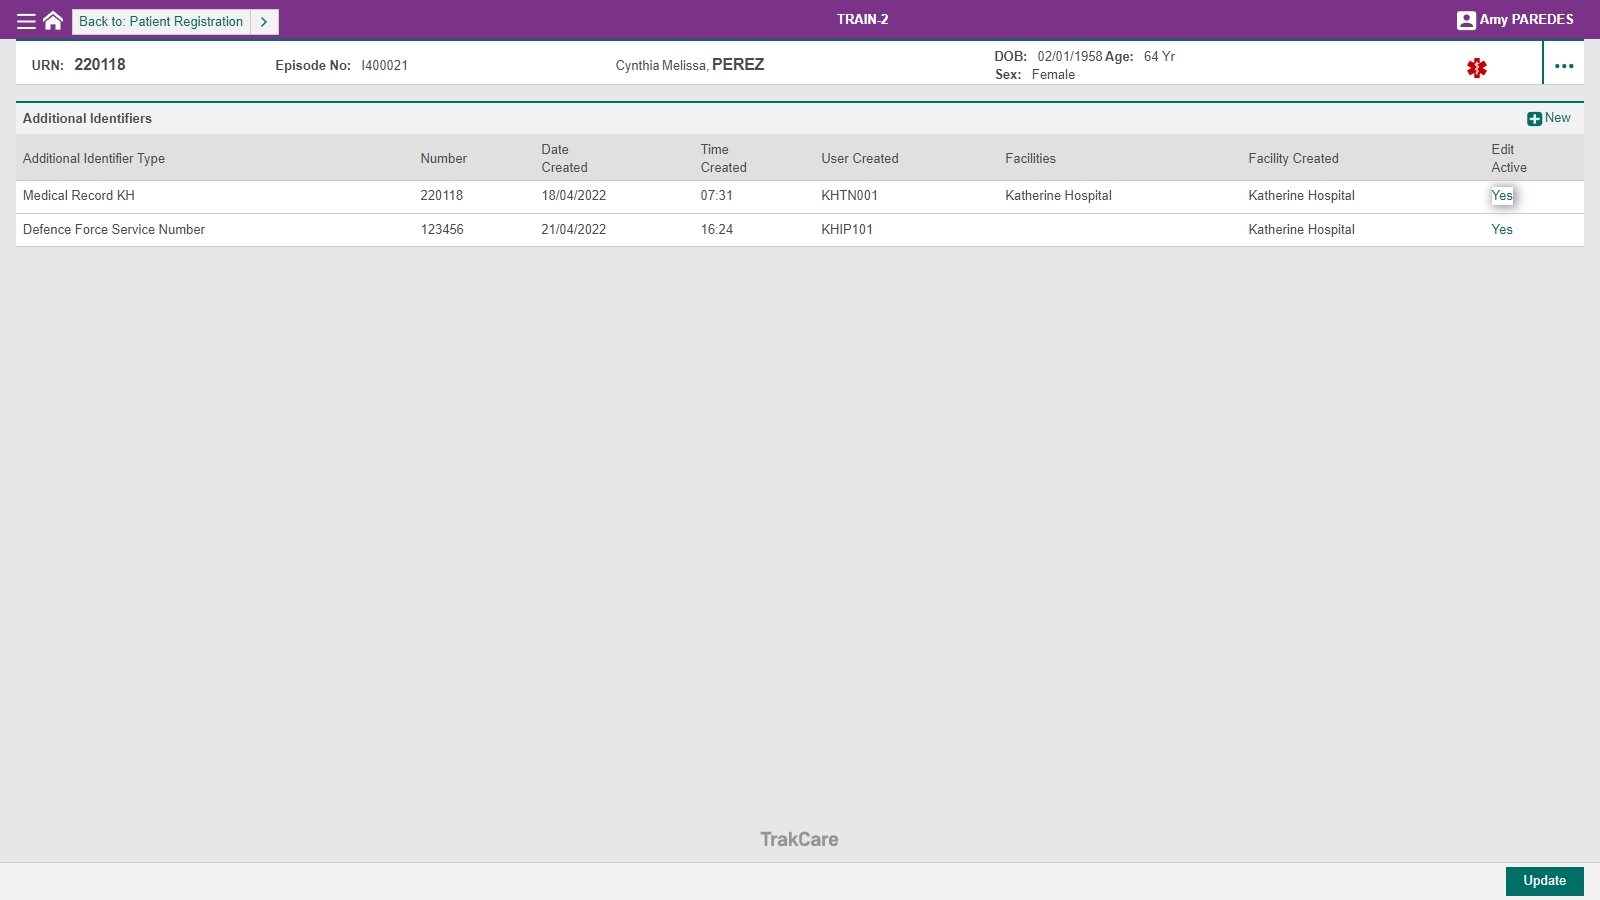 Back to: Patient Registration
TRAIN-2
Amy PAREDES
URN: 220118 Episode No: I400021 Cynthia Melissa, PEREZ DOB: 02/01/1958 Age: 64 Yr
Sex: Female
Additional Identifiers New
Additional Identifier Type Number Date Created Time Created User Created Facilities Facility Created Edit Active
Medical Record KH 220118 18/04/2022 07:31 KHTN001 Katherine Hospital Katherine Hospital Yes
Defence Force Service Number 123456 21/04/2022 16:24 KHIP101 Katherine Hospital Yes
TrakCare
Update